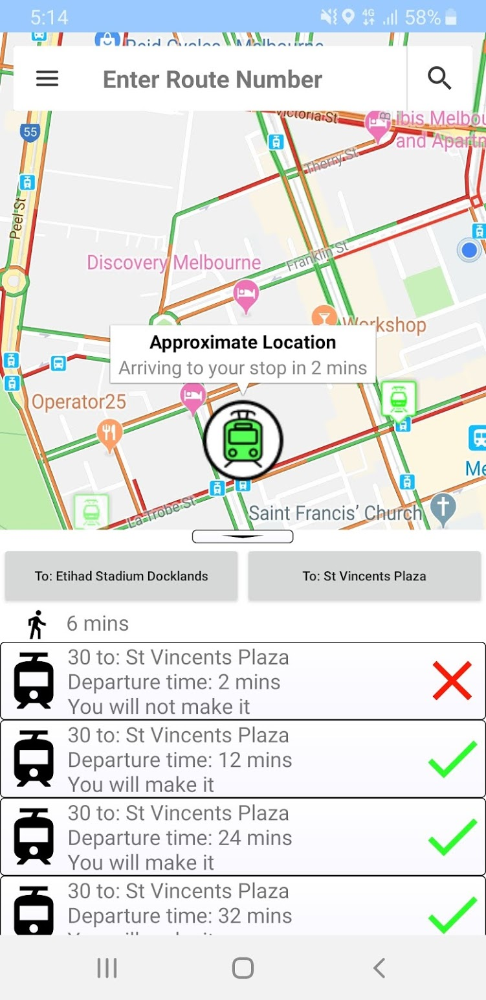 5:14
4G
58%
Reid Cycles - Melbourne
Enter Route Number
Victoria St
ibis Melbou
and Apartm
55
Therry St
Peel St
Discovery Melbourne
Franklin St
Workshop
Approximate Location
Arriving to your stop in 2 mins
Operator25
Me
La Trobe St
Saint Francis’ Church
To: Etihad Stadium Docklands
To: St Vincents Plaza
6 mins
30 to: St Vincents Plaza
Departure time: 2 mins
You will not make it
30 to: St Vincents Plaza
Departure time: 12 mins
You will make it
30 to: St Vincents Plaza
Departure time: 24 mins
You will make it
30 to: St Vincents Plaza
Departure time: 32 mins